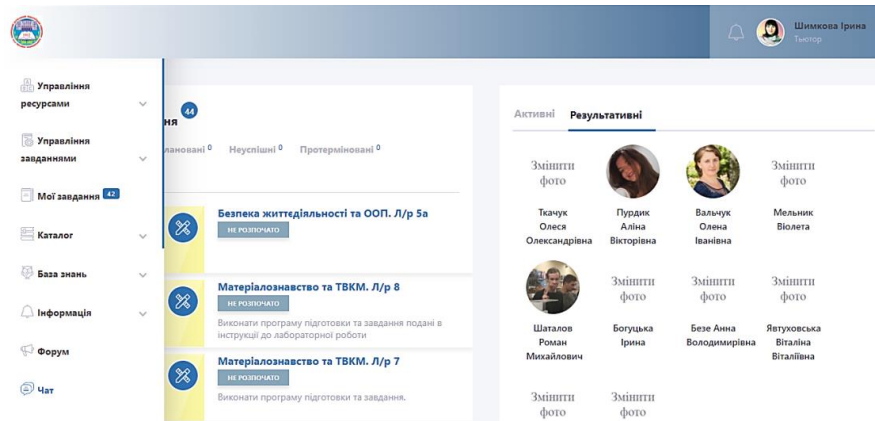 Шимкова Ірина
Тьютор
Управління
ресурсами
Управління
завданнями
Мої завдання 42
Каталог
База знань
Інформація
Форум
Чат
ня 44
лановані 0 Неуспішні 0 Протерміновані 0
Безпека життєдіяльності та ООП. Л/р 5а
НЕ РОЗПОЧАТО
Матеріалознавство та ТВКМ. Л/р 8
НЕ РОЗПОЧАТО
Виконати програму підготовки та завдання подані в
інструкції до лабораторної роботи
Матеріалознавство та ТВКМ. Л/р 7
НЕ РОЗПОЧАТО
Виконати програму підготовки та завдання.
Активні Результативні
Змінити
фото
Змінити
фото
Ткачук
Олеся
Олександрівна
Пурдик
Аліна
Вікторівна
Вальчук
Олена
Іванівна
Мельник
Віолета
Змінити
фото
Змінити
фото
Змінити
фото
Шаталов
Роман
Михайлович
Богуцька
Ірина
Безе Анна
Володимирівна
Явтуховська
Віталіна
Віталіївна
Змінити
фото
Змінити
фото